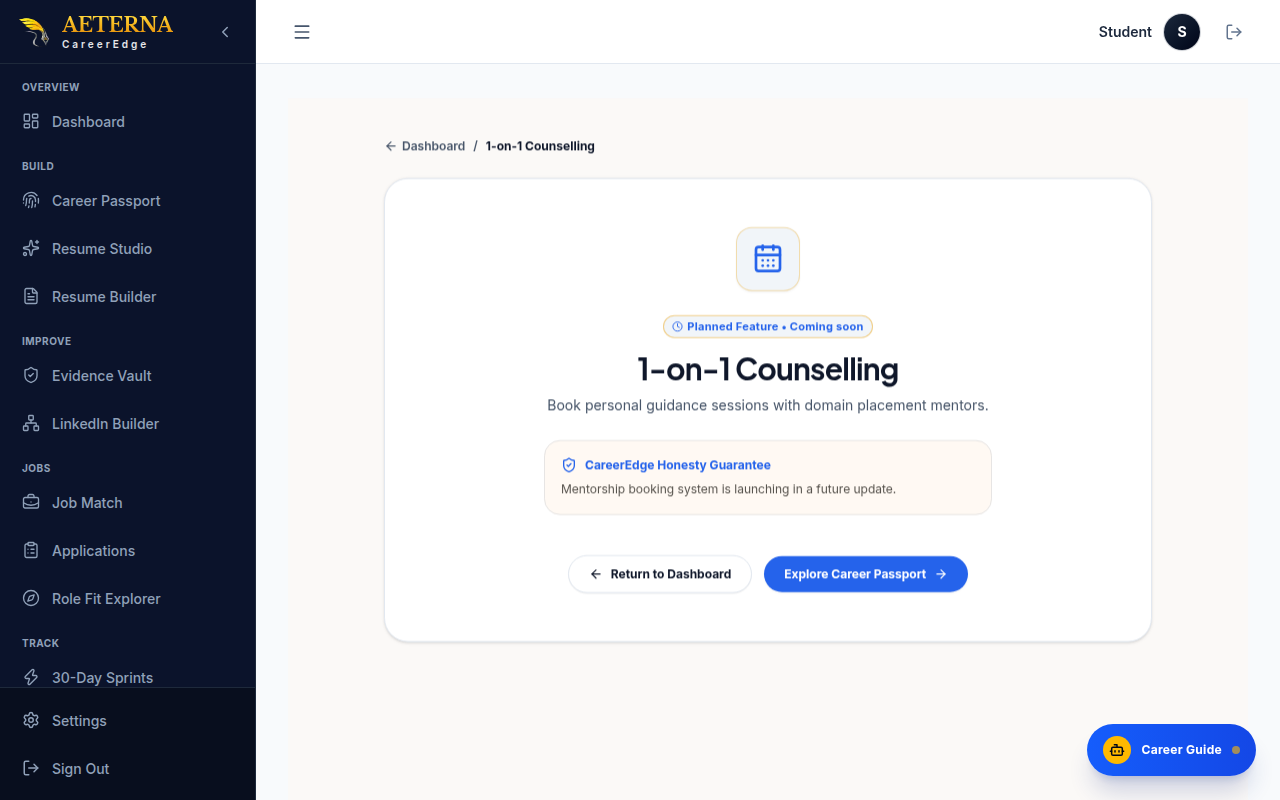 AETERNA
CareerEdge
OVERVIEW
Dashboard
BUILD
Career Passport
Resume Studio
Resume Builder
IMPROVE
Evidence Vault
LinkedIn Builder
JOBS
Job Match
Applications
Role Fit Explorer
TRACK
30-Day Sprints
Settings
Sign Out
Student S
Dashboard / 1-on-1 Counselling
Planned Feature • Coming soon
1-on-1 Counselling
Book personal guidance sessions with domain placement mentors.
CareerEdge Honesty Guarantee
Mentorship booking system is launching in a future update.
Return to Dashboard
Explore Career Passport
Career Guide